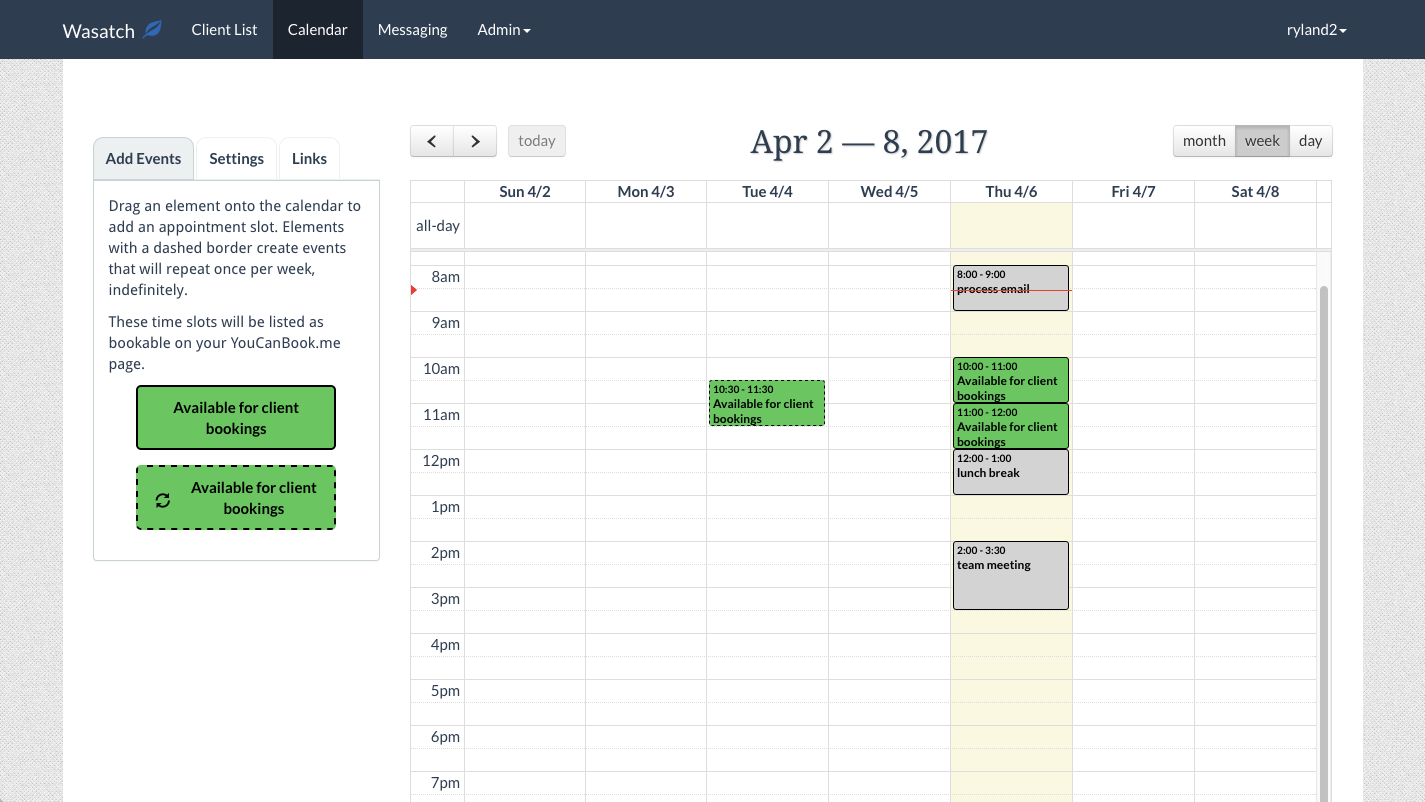 Wasatch
Client List
Calendar
Messaging
Admin
ryland2
Add Events
Settings
Links
Drag an element onto the calendar to
add an appointment slot. Elements
with a dashed border create events
that will repeat once per week,
indefinitely.
These time slots will be listed as
bookable on your YouCanBook.me
page.
Available for client
bookings
Available for client
bookings
today
Apr 2 — 8, 2017
month
week
day
Sun 4/2
Mon 4/3
Tue 4/4
Wed 4/5
Thu 4/6
Fri 4/7
Sat 4/8
all-day
8am
8:00 - 9:00
process email
9am
10am
10:00 - 11:00
Available for client
bookings
10:30 - 11:30
Available for client
bookings
11am
11:00 - 12:00
Available for client
bookings
12pm
12:00 - 1:00
lunch break
1pm
2pm
2:00 - 3:30
team meeting
3pm
4pm
5pm
6pm
7pm